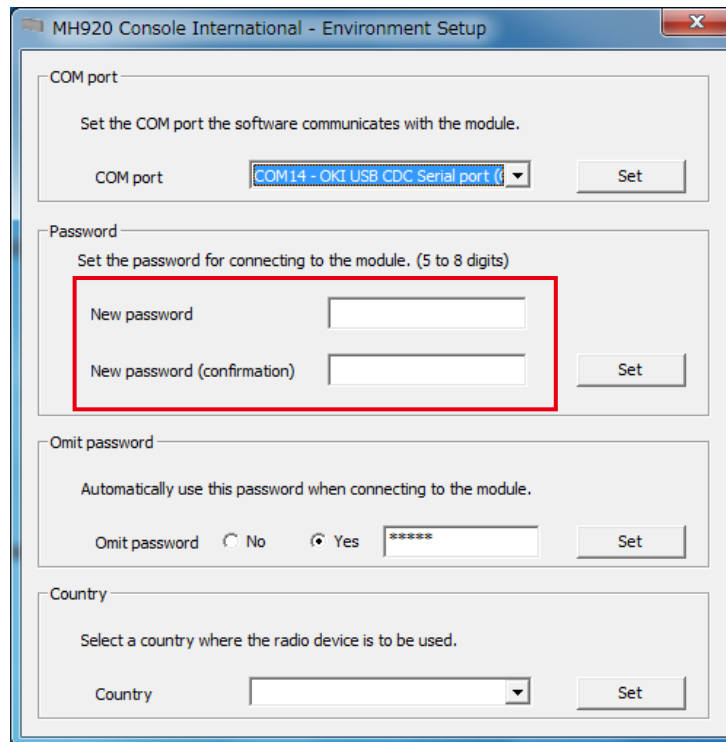 MH920 Console International - Environment Setup
COM port
Set the COM port the software communicates with the module.
COM port COM14 - OKI USB CDC Serial port ( Set
Password
Set the password for connecting to the module. (5 to 8 digits)
New password
New password (confirmation) Set
Omit password
Automatically use this password when connecting to the module.
Omit password No Yes ***** Set
Country
Select a country where the radio device is to be used.
Country Set